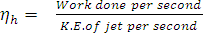 η_h = Work done per second / K.E.of jet per second